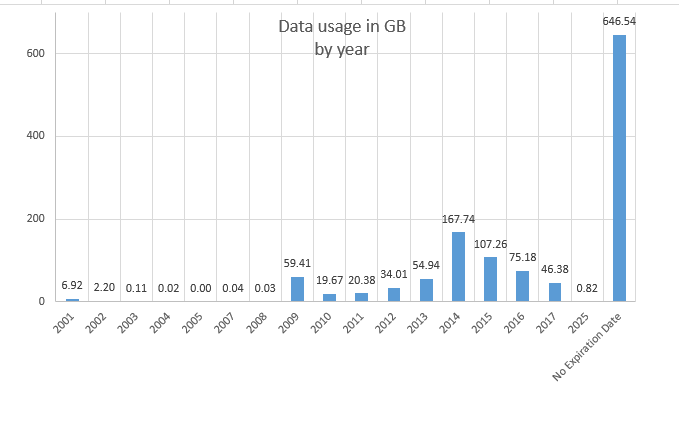 Data usage in GB
by year
600
400
200
0
6.92 2.20 0.11 0.02 0.00 0.04 0.03 59.41 19.67 20.38 34.01 54.94 167.74 107.26 75.18 46.38 0.82 646.54
2001 2002 2003 2004 2005 2007 2008 2009 2010 2011 2012 2013 2014 2015 2016 2017 2025 No Expiration Date